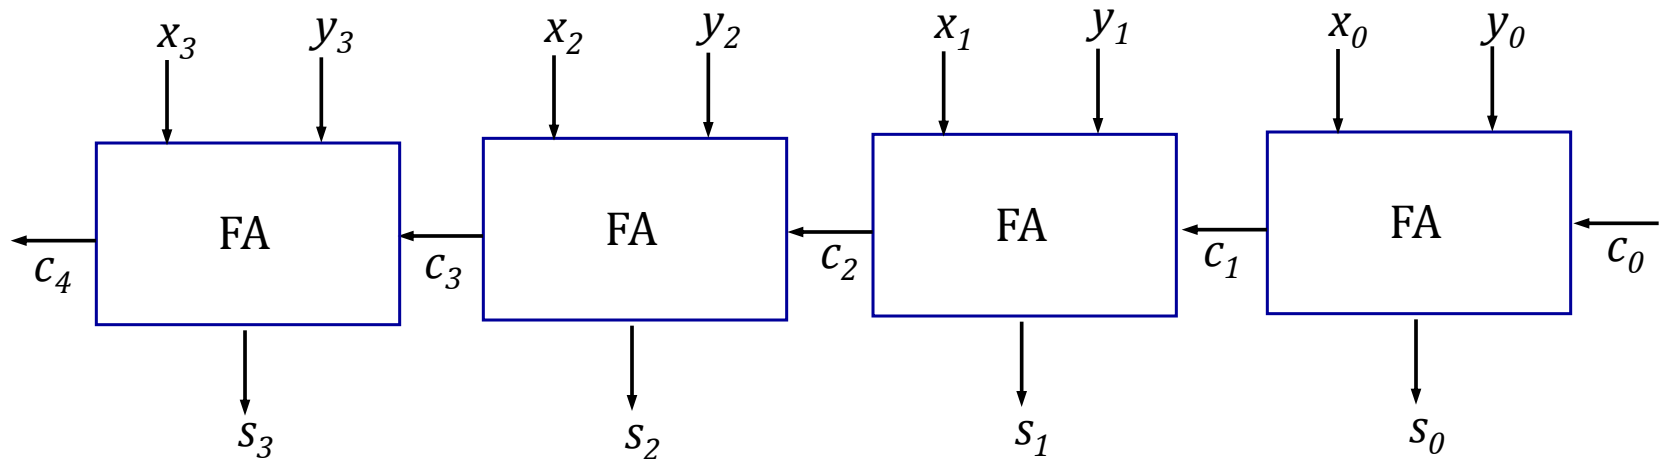 x3 y3 x2 y2 x1 y1 x0 y0
FA FA FA FA
c4 c3 c2 c1 c0
s3 s2 s1 s0